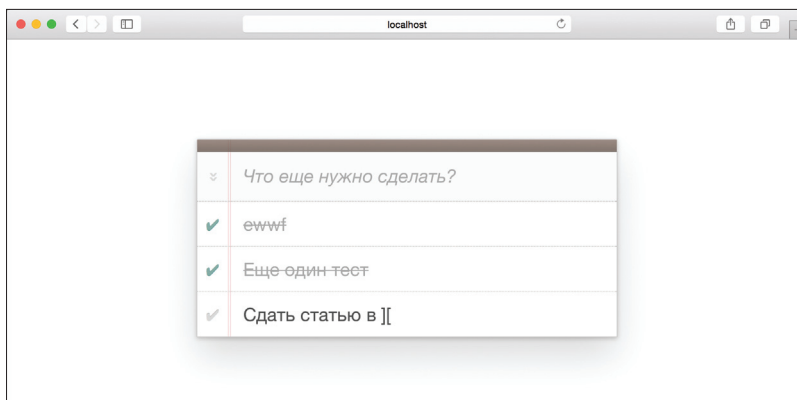 localhost
Что еще нужно сделать?
ewwf
Еще один тест
Сдать статью в ][